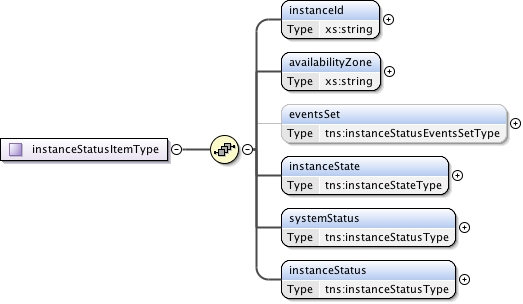 instanceId
Type xs:string
availabilityZone
Type xs:string
eventsSet
Type tns:instanceStatusEventsSetType
instanceStatusItemType
instanceState
Type tns:instanceStateType
systemStatus
Type tns:instanceStatusType
instanceStatus
Type tns:instanceStatusType